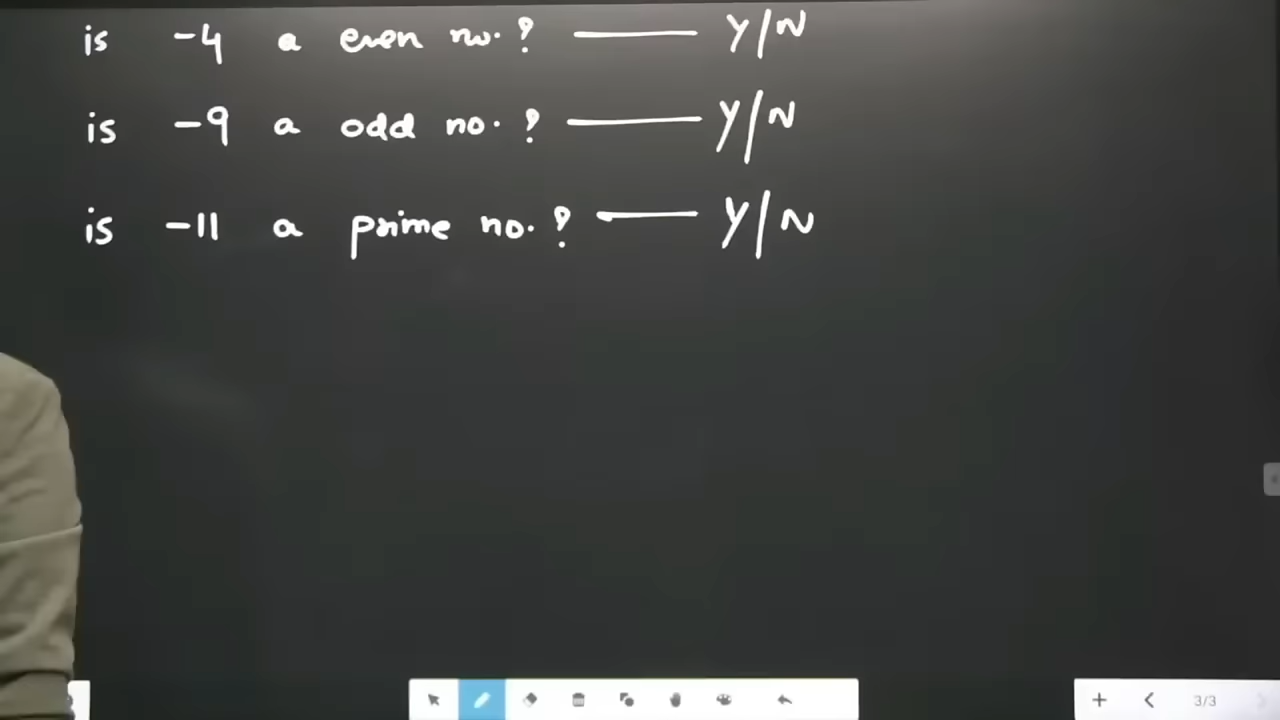 is -4 a even no. ? —— Y/N
is -9 a odd no. ? —— Y/N
is -11 a prime no. ? —— Y/N
3/3